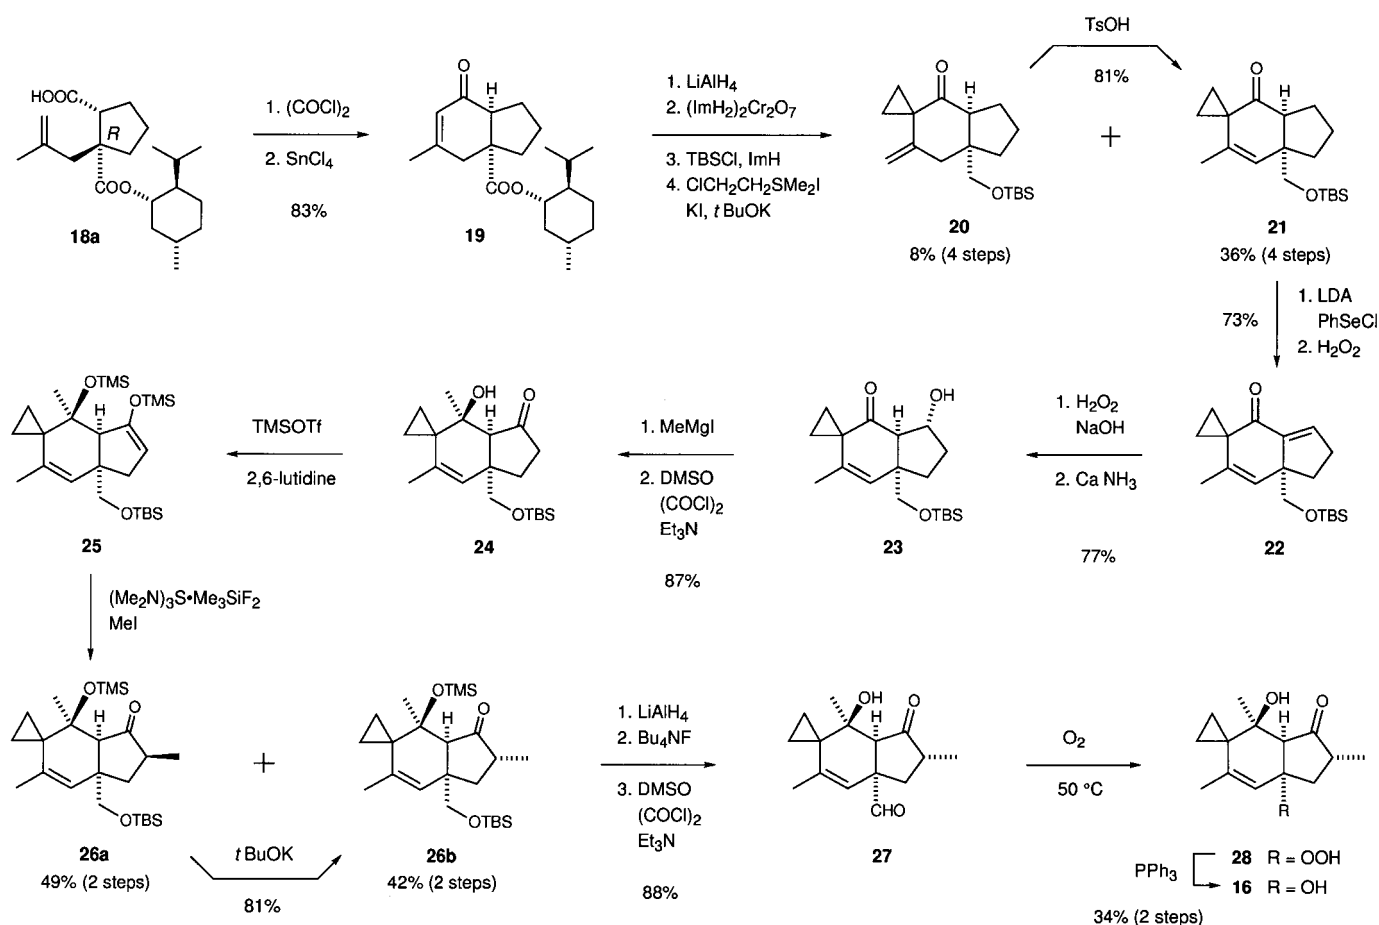 TsOH
81%
HOOC
R
COO
18a
1. (COCl)2
2. SnCl4
83%
O
H
COO
19
1. LiAlH4
2. (ImH2)2Cr2O7
3. TBSCl, ImH
4. ClCH2CH2SMe2I
KI, t BuOK
O
H
OTBS
20
8% (4 steps)
+
O
H
OTBS
21
36% (4 steps)
73%
1. LDA
PhSeCl
2. H2O2
OTMS
H
OTMS
OTBS
25
TMSOTf
2,6-lutidine
OH
H
O
OTBS
24
1. MeMgI
2. DMSO
(COCl)2
Et3N
87%
O
H
OH
OTBS
23
1. H2O2
NaOH
2. Ca NH3
77%
O
OTBS
22
(Me2N)3S•Me3SiF2
MeI
OTMS
H
O
OTBS
26a
49% (2 steps)
+
t BuOK
81%
OTMS
H
O
OTBS
26b
42% (2 steps)
1. LiAlH4
2. Bu4NF
3. DMSO
(COCl)2
Et3N
88%
OH
H
O
CHO
27
O2
50 °C
OH
H
O
R
28 R = OOH
PPh3
16 R = OH
34% (2 steps)